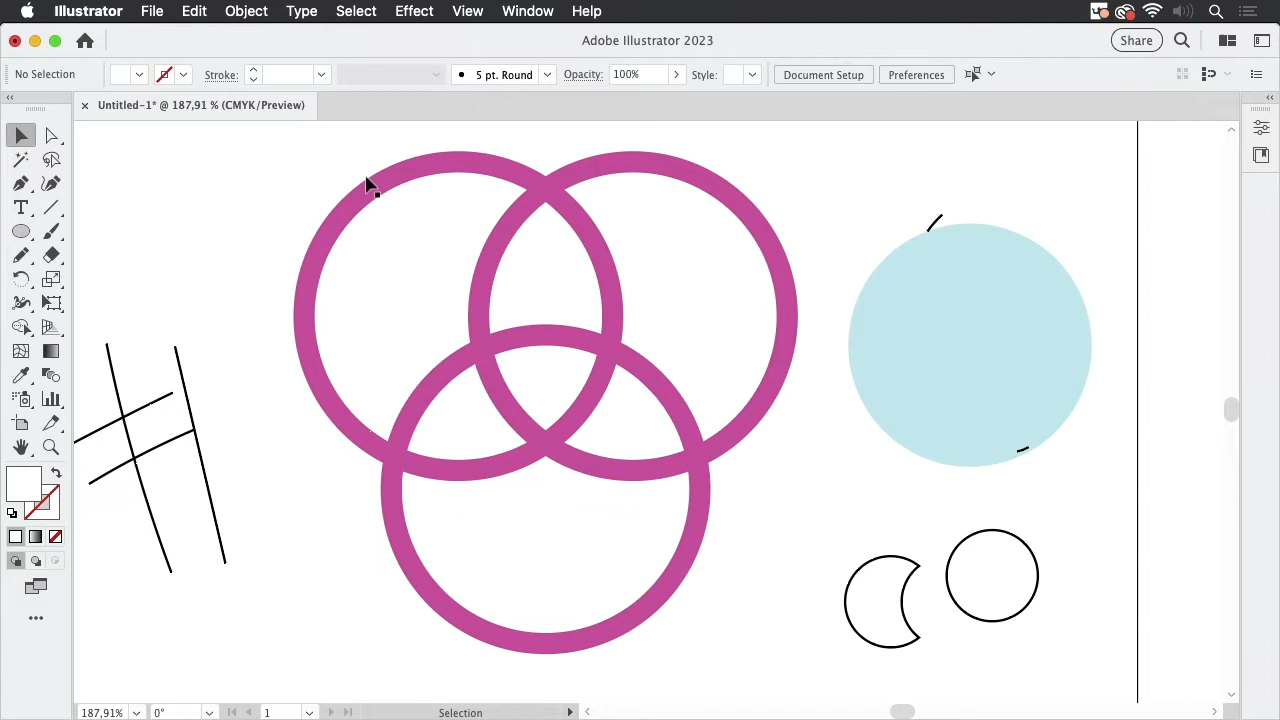 Illustrator File Edit Object Type Select Effect View Window Help
Adobe Illustrator 2023
Share
No Selection Stroke: 5 pt. Round Opacity: 100% Style: Document Setup Preferences
Untitled-1* @ 187,91 % (CMYK/Preview)
187,91% 0° 1 Selection